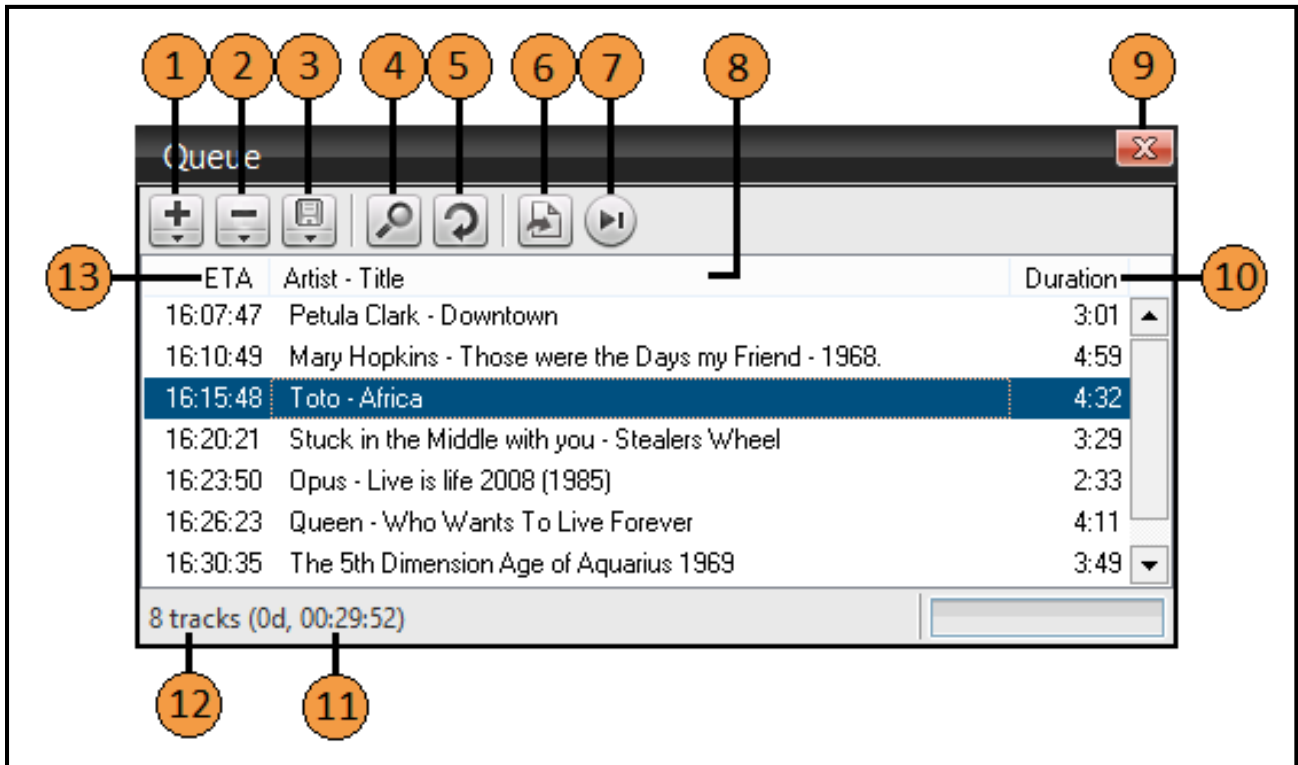 1 2 3 4 5 6 7 8 9
Queue
13 ETA Artist - Title Duration 10
16:07:47 Petula Clark - Downtown 3:01
16:10:49 Mary Hopkins - Those were the Days my Friend - 1968. 4:59
16:15:48 Toto - Africa 4:32
16:20:21 Stuck in the Middle with you - Stealers Wheel 3:29
16:23:50 Opus - Live is life 2008 (1985) 2:33
16:26:23 Queen - Who Wants To Live Forever 4:11
16:30:35 The 5th Dimension Age of Aquarius 1969 3:49
8 tracks (0d, 00:29:52)
12 11